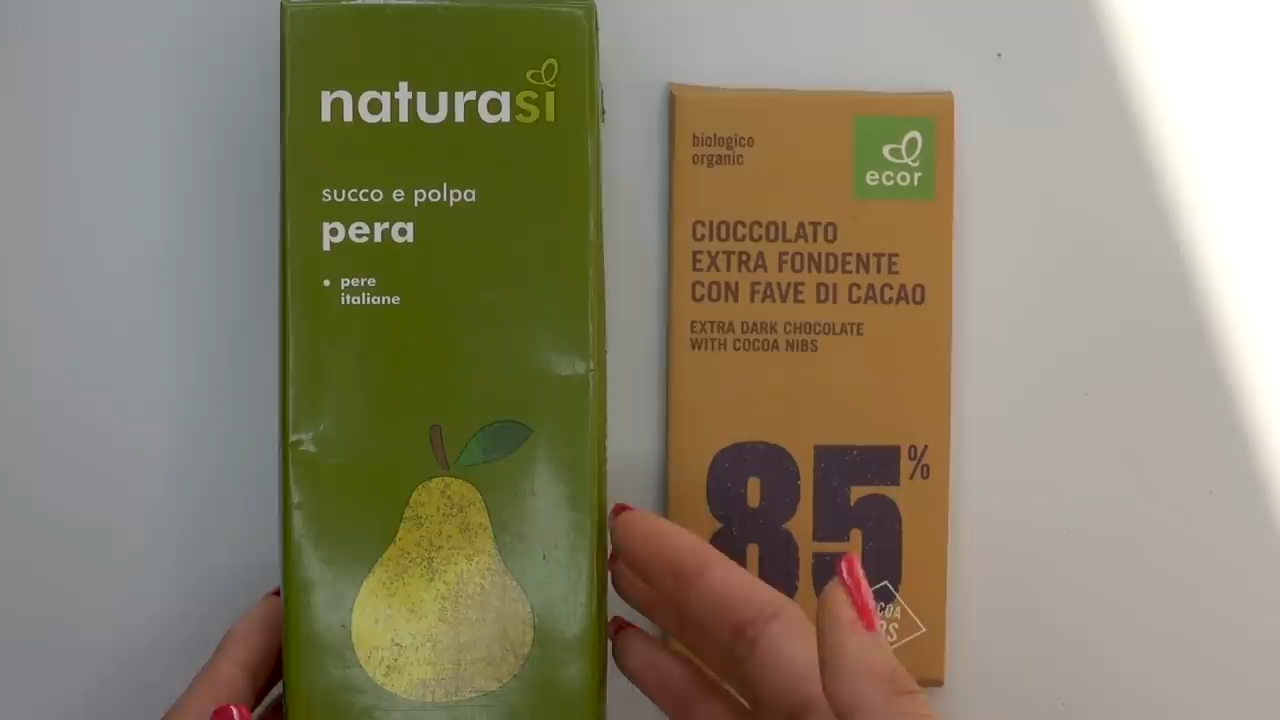 naturasì
succo e polpa
pera
• pere
italiane
biologico
organic
ecor
CIOCCOLATO
EXTRA FONDENTE
CON FAVE DI CACAO
EXTRA DARK CHOCOLATE
WITH COCOA NIBS
85%